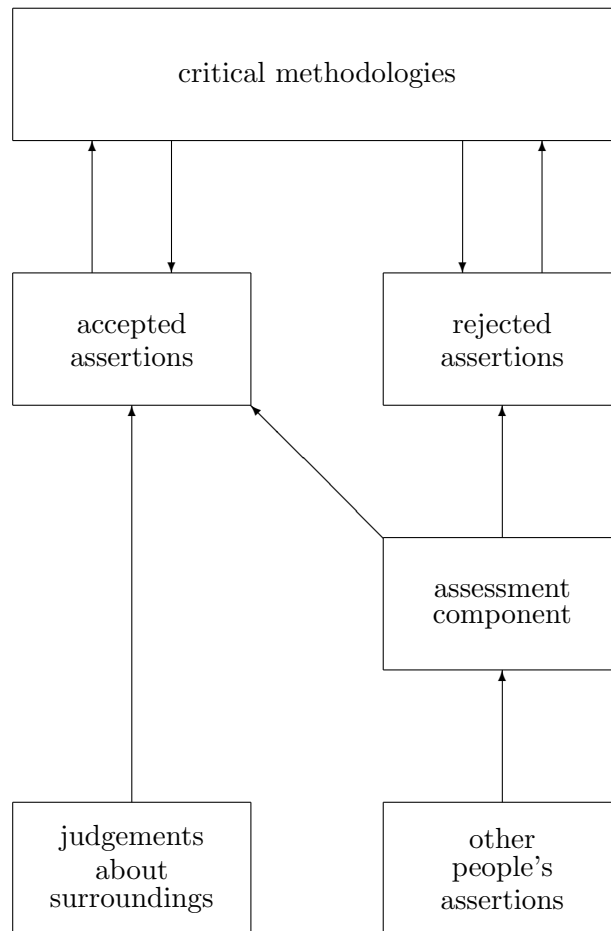 critical methodologies
accepted
assertions
rejected
assertions
assessment
component
judgements
about
surroundings
other
people's
assertions